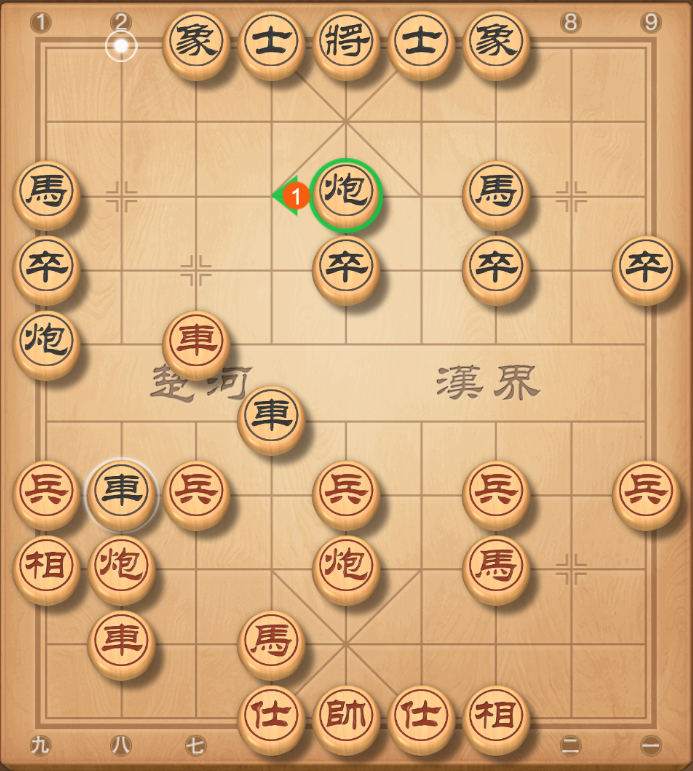 1 2 8 9
象 士 將 士 象
馬 炮 馬
1
卒 卒 卒 卒
炮 車
楚河 漢界
車
兵 車 兵 兵 兵 兵
相 炮 炮 馬
車 馬
仕 帥 仕 相
九 八 七 二 一